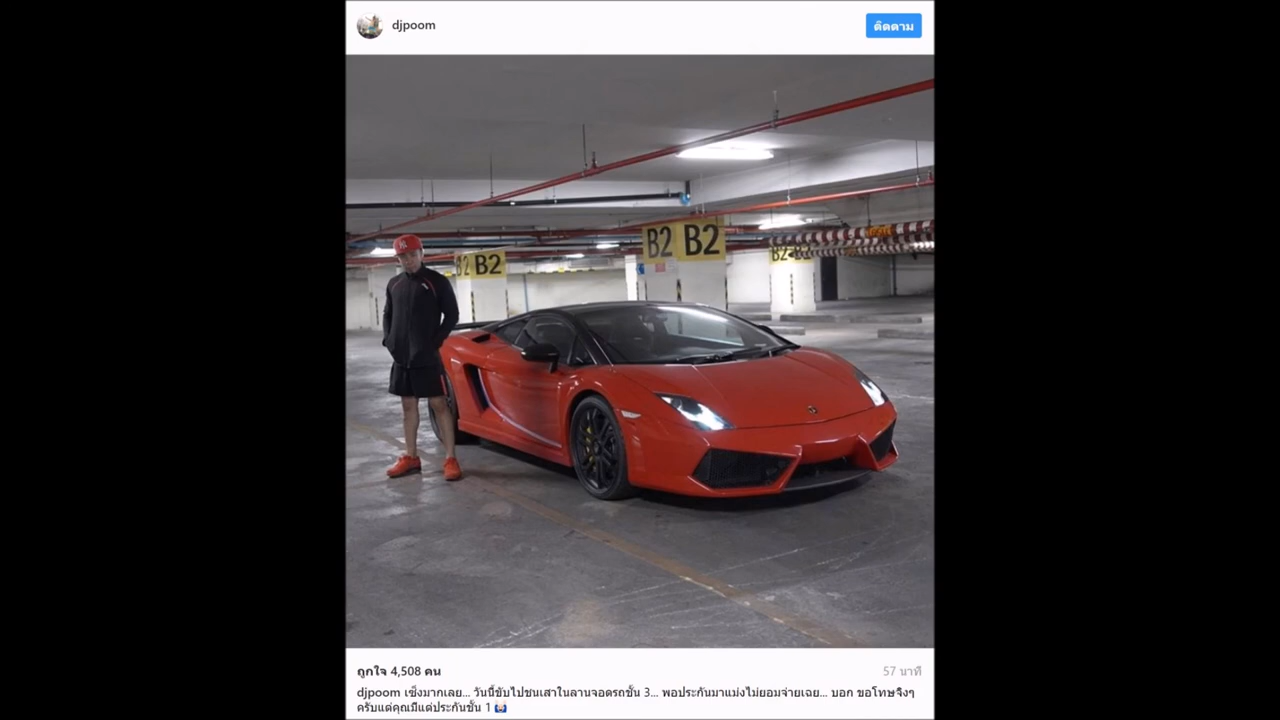 djpoom
ติดตาม
B2 B2
2 B2
B2 B2
ถูกใจ 4,508 คน
57 นาที
djpoom เซ็งมากเลย... วันนี้ขับไปชนเสาในลานจอดรถชั้น 3... พอประกันมาแม่งไม่ยอมจ่ายเฉย... บอก ขอโทษจิงๆ
ครับแต่คุณมีแต่ประกันชั้น 1